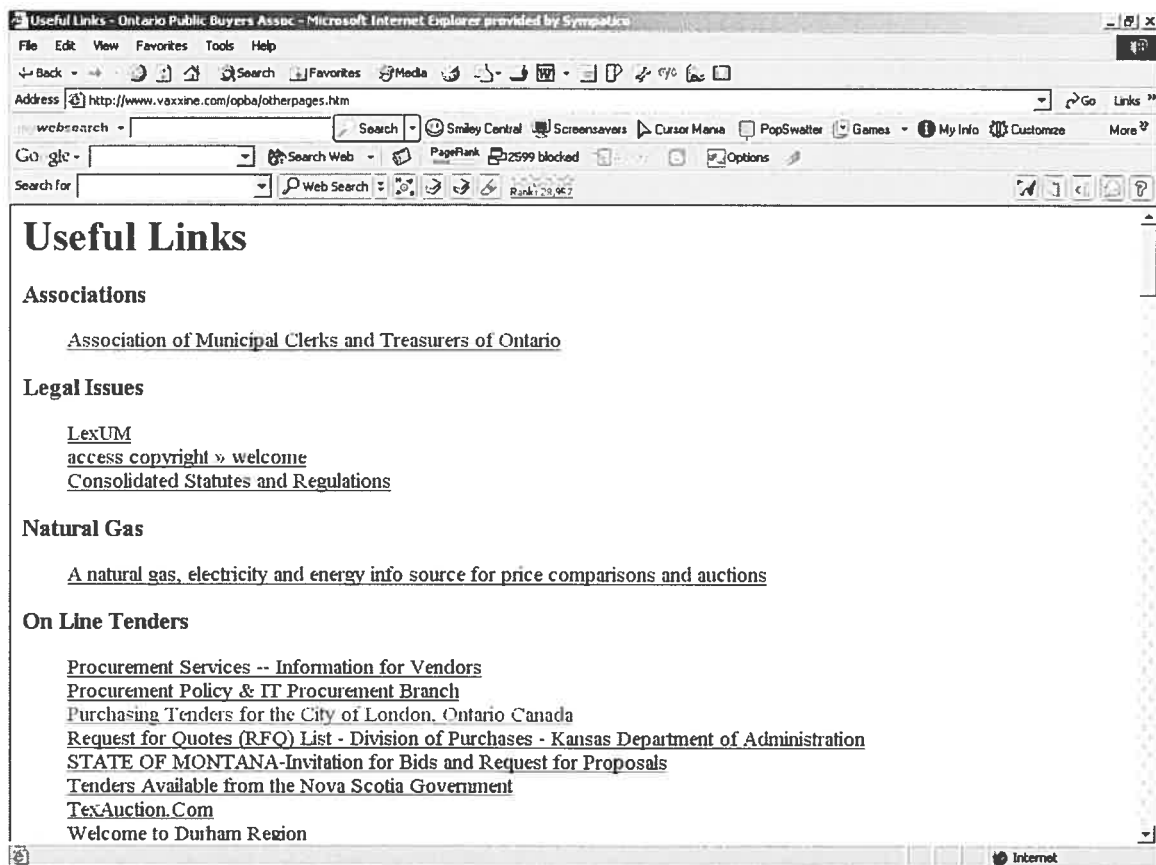 Useful Links - Ontario Public Buyers Assoc - Microsoft Internet Explorer provided by Sympatico
File Edit View Favorites Tools Help
Back Search Favorites Media
Address http://www.vaxxine.com/opba/otherpages.htm Go Links »
mywebsearch Search Smiley Central Screensavers Cursor Mania PopSwatter Games My Info Customize More »
Google Search Web PageRank 2599 blocked Options
Search for Web Search Rank: 28,957
Useful Links
Associations
Association of Municipal Clerks and Treasurers of Ontario
Legal Issues
LexUM
access copyright » welcome
Consolidated Statutes and Regulations
Natural Gas
A natural gas, electricity and energy info source for price comparisons and auctions
On Line Tenders
Procurement Services -- Information for Vendors
Procurement Policy & IT Procurement Branch
Purchasing Tenders for the City of London, Ontario Canada
Request for Quotes (RFQ) List - Division of Purchases - Kansas Department of Administration
STATE OF MONTANA-Invitation for Bids and Request for Proposals
Tenders Available from the Nova Scotia Government
TexAuction.Com
Welcome to Durham Region
Internet